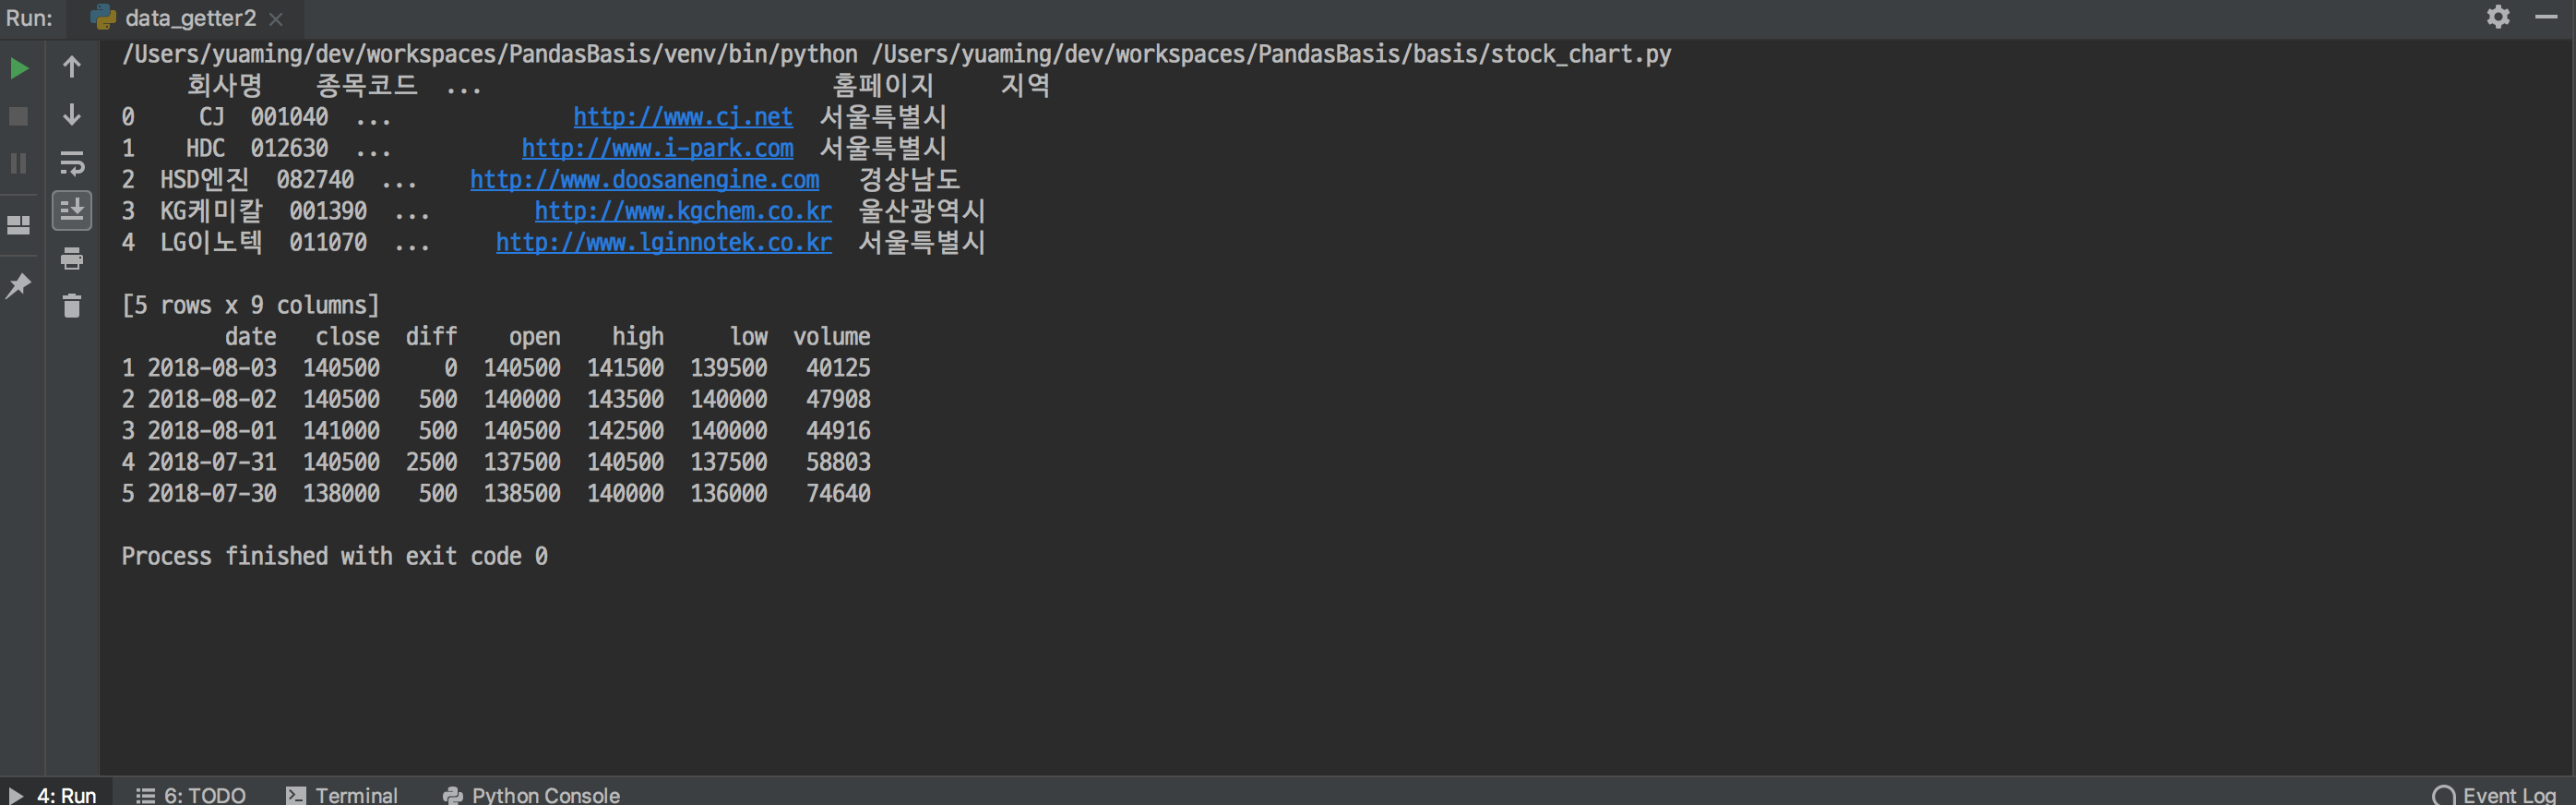 Run: data_getter2
/Users/yuaming/dev/workspaces/PandasBasis/venv/bin/python /Users/yuaming/dev/workspaces/PandasBasis/basis/stock_chart.py
회사명 종목코드 ... 홈페이지 지역
0 CJ 001040 ... http://www.cj.net 서울특별시
1 HDC 012630 ... http://www.i-park.com 서울특별시
2 HSD엔진 082740 ... http://www.doosanengine.com 경상남도
3 KG케미칼 001390 ... http://www.kgchem.co.kr 울산광역시
4 LG이노텍 011070 ... http://www.lginnotek.co.kr 서울특별시
[5 rows x 9 columns]
date close diff open high low volume
1 2018-08-03 140500 0 140500 141500 139500 40125
2 2018-08-02 140500 500 140000 143500 140000 47908
3 2018-08-01 141000 500 140500 142500 140000 44916
4 2018-07-31 140500 2500 137500 140500 137500 58803
5 2018-07-30 138000 500 138500 140000 136000 74640
Process finished with exit code 0
4: Run 6: TODO Terminal Python Console Event Log